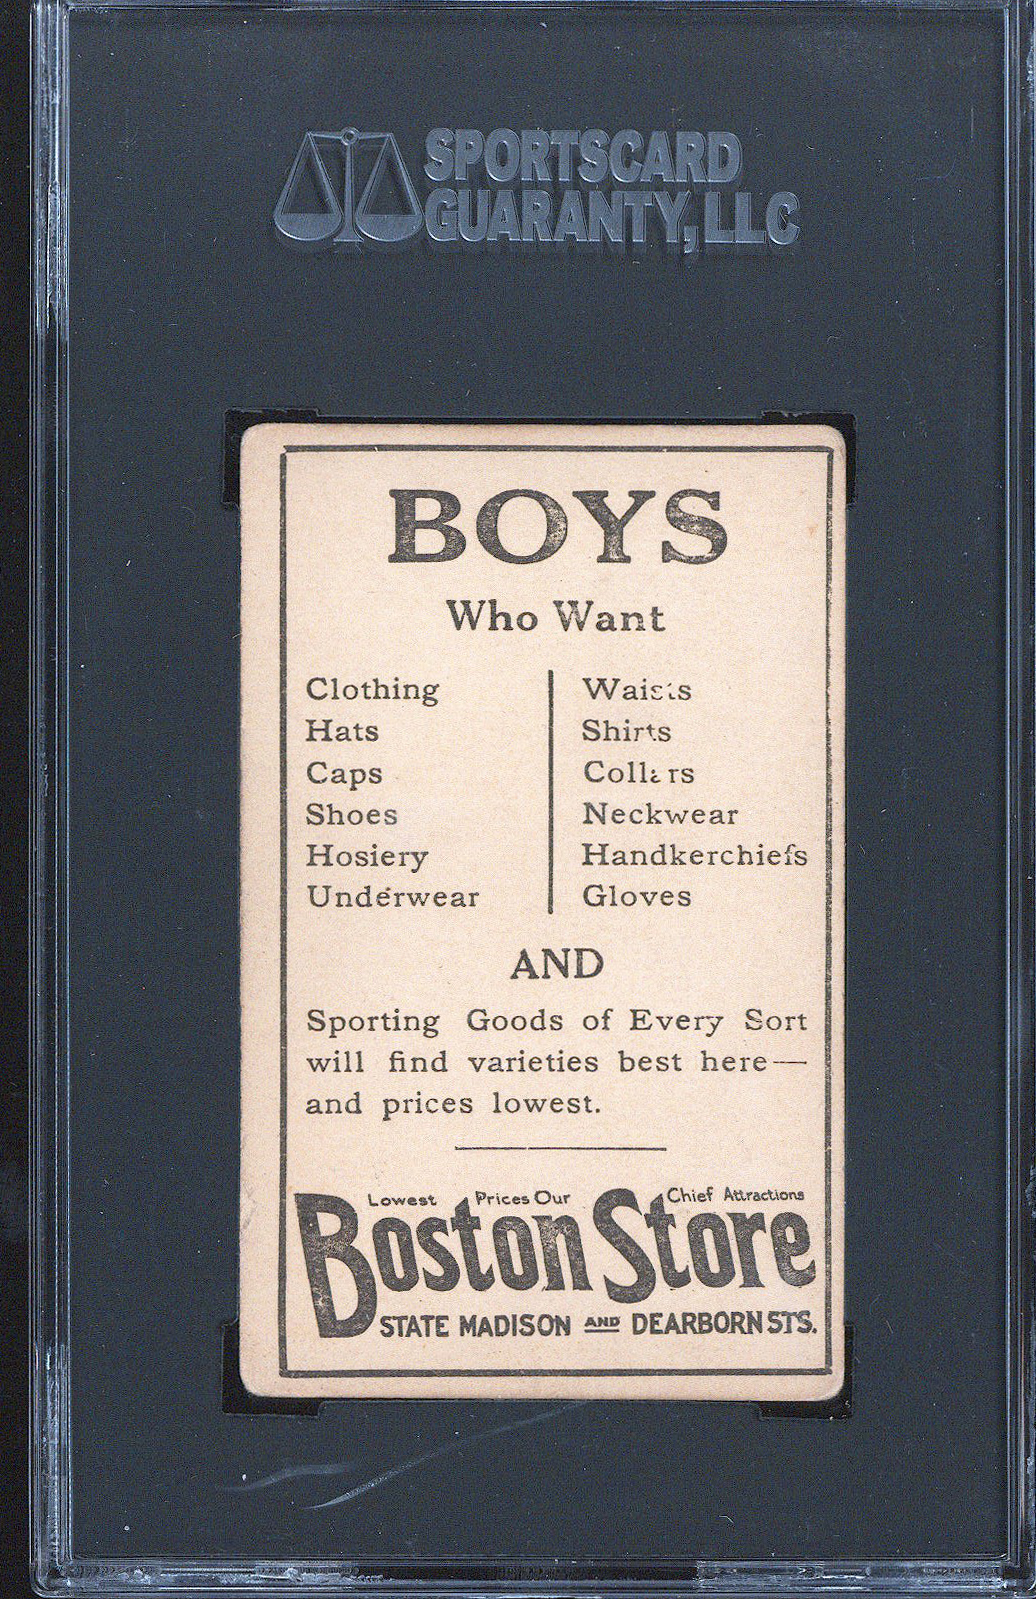 SPORTSCARD
GUARANTY, LLC
BOYS
Who Want
Clothing
Hats
Caps
Shoes
Hosiery
Underwear
Waists
Shirts
Collars
Neckwear
Handkerchiefs
Gloves
AND
Sporting Goods of Every Sort
will find varieties best here—
and prices lowest.
Lowest Prices Our Chief Attractions
Boston Store
STATE MADISON AND DEARBORN STS.